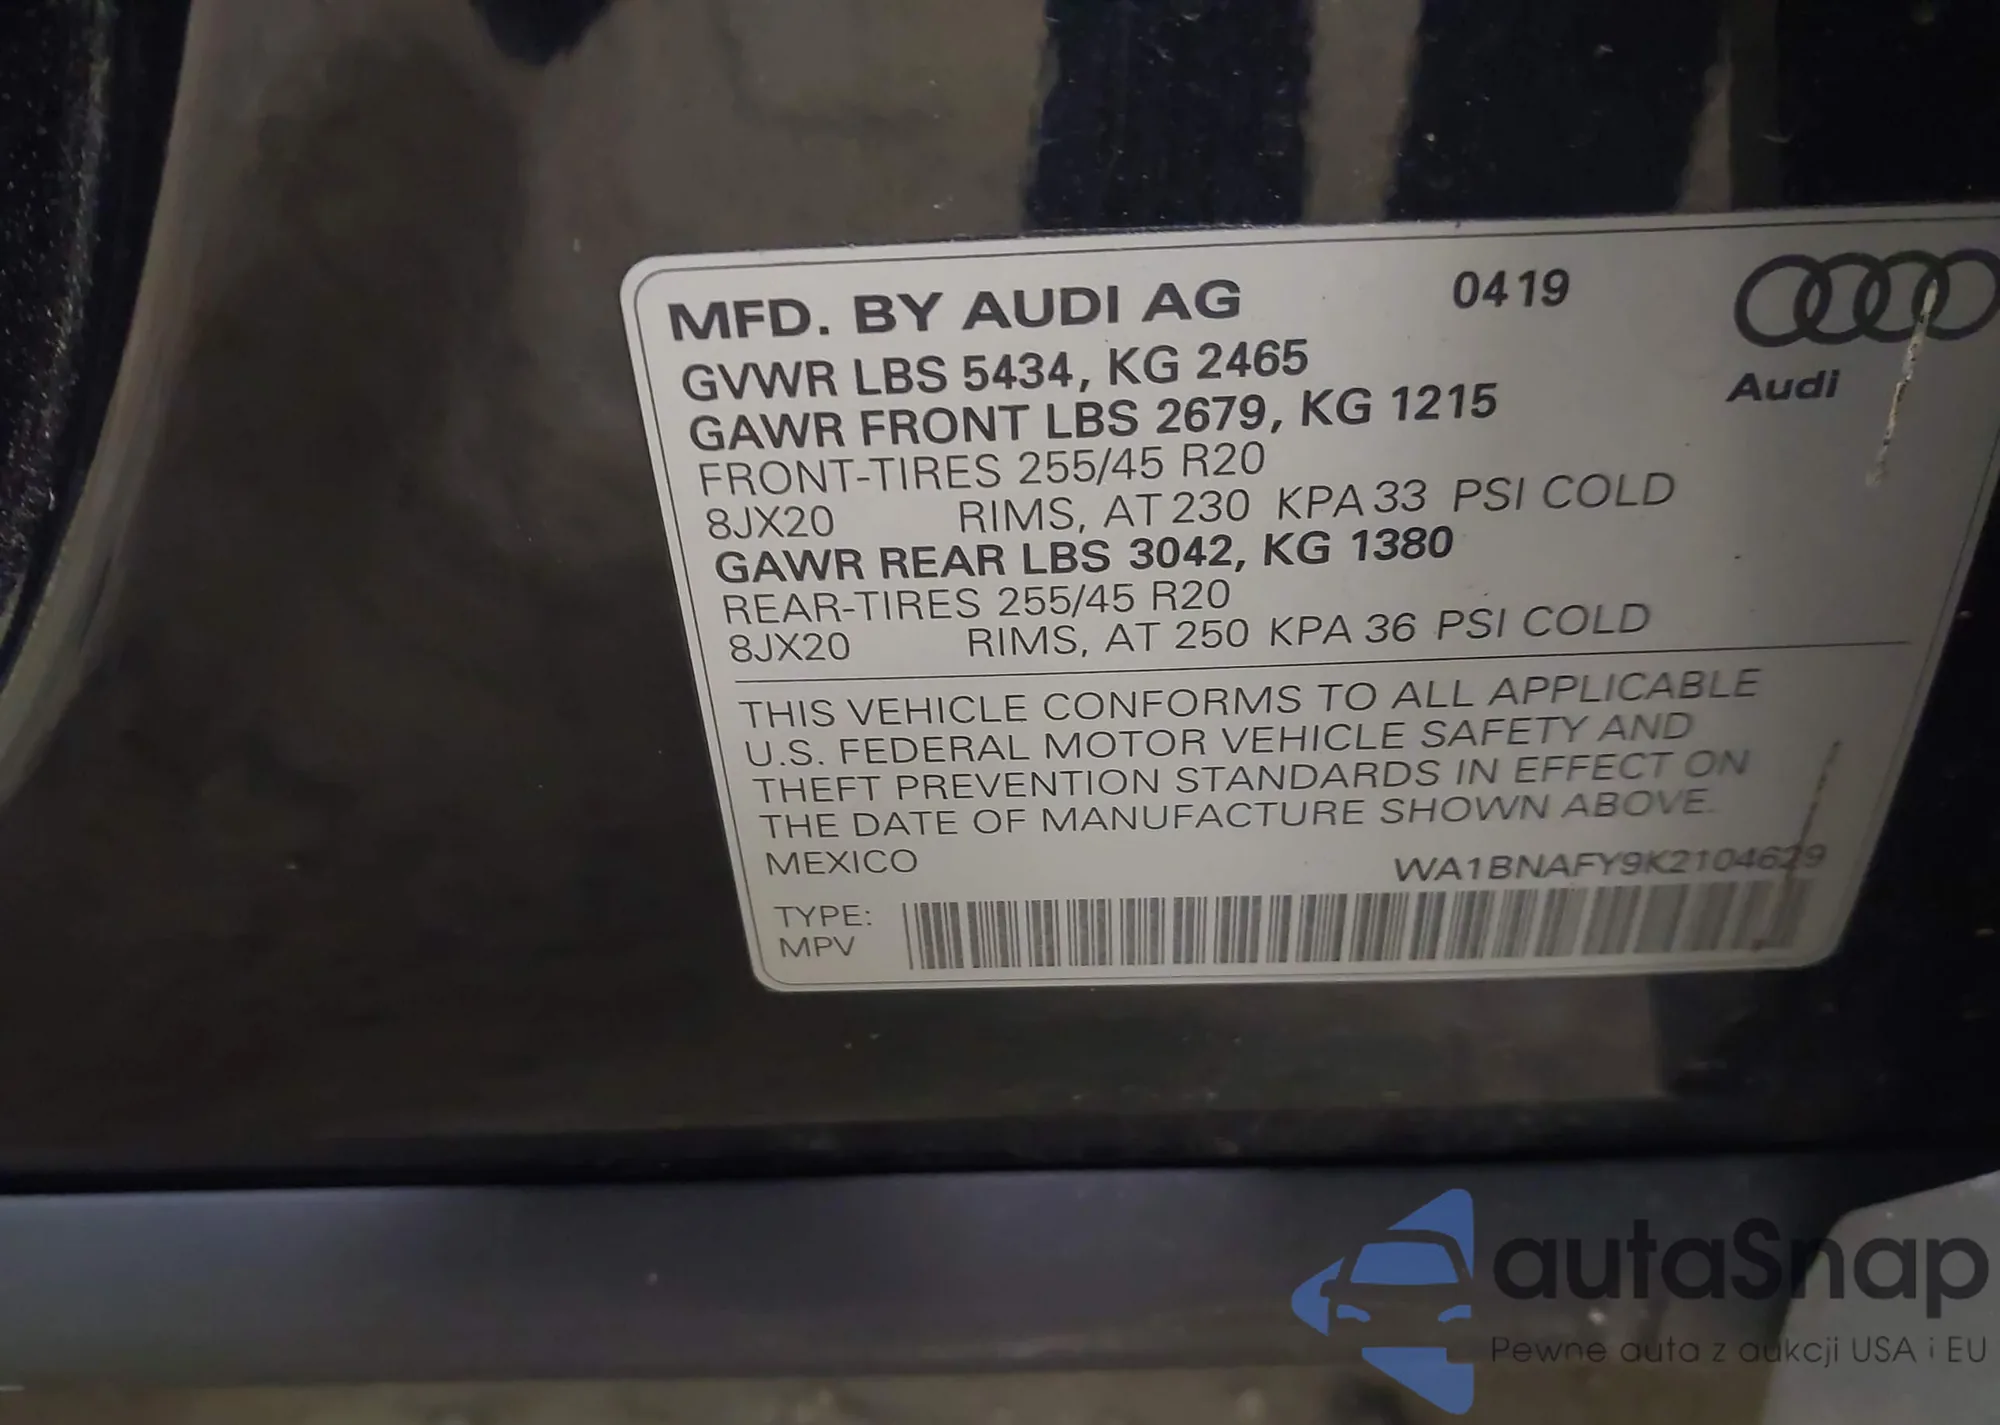 MFD. BY AUDI AG 0419
Audi
GVWR LBS 5434, KG 2465
GAWR FRONT LBS 2679, KG 1215
FRONT-TIRES 255/45 R20
8JX20 RIMS, AT 230 KPA 33 PSI COLD
GAWR REAR LBS 3042, KG 1380
REAR-TIRES 255/45 R20
8JX20 RIMS, AT 250 KPA 36 PSI COLD
THIS VEHICLE CONFORMS TO ALL APPLICABLE
U.S. FEDERAL MOTOR VEHICLE SAFETY AND
THEFT PREVENTION STANDARDS IN EFFECT ON
THE DATE OF MANUFACTURE SHOWN ABOVE.
MEXICO WA1BNAFY9K2104629
TYPE:
MPV
autaSnap
Pewne auta z aukcji USA i EU